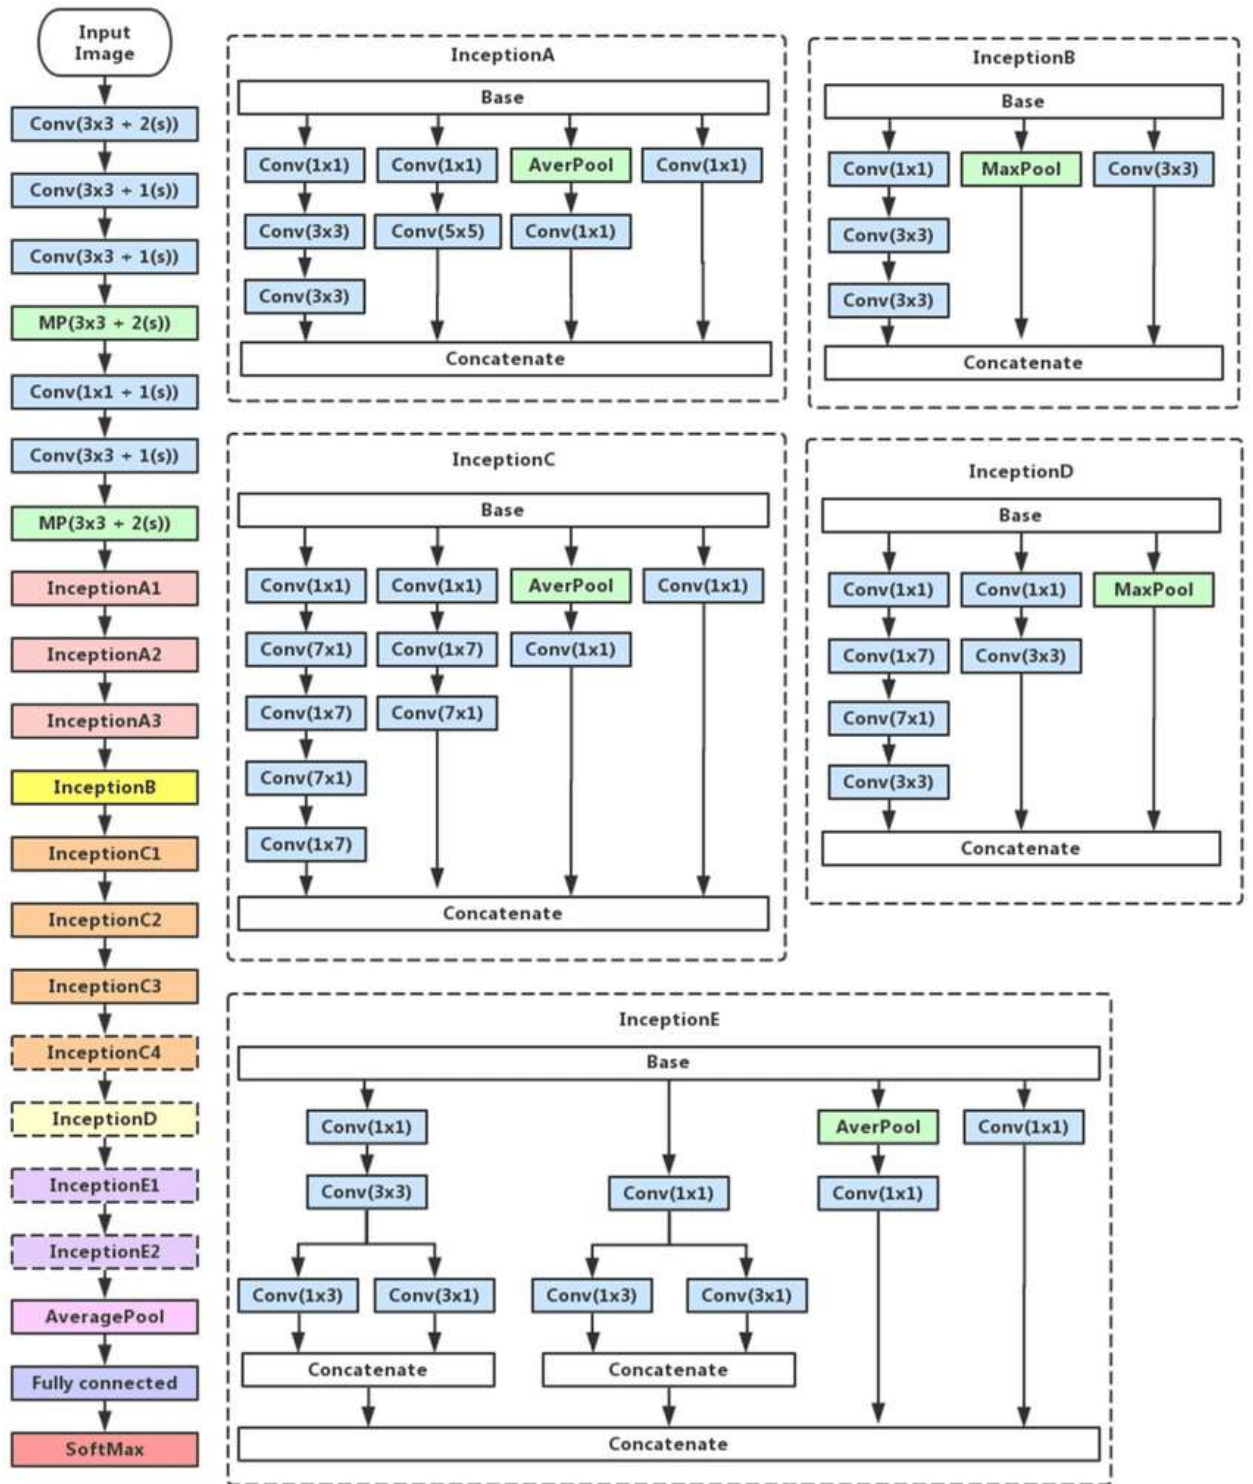 Input
Image
Conv(3x3 + 2(s))
Conv(3x3 + 1(s))
Conv(3x3 + 1(s))
MP(3x3 + 2(s))
Conv(1x1 + 1(s))
Conv(3x3 + 1(s))
MP(3x3 + 2(s))
InceptionA1
InceptionA2
InceptionA3
InceptionB
InceptionC1
InceptionC2
InceptionC3
InceptionC4
InceptionD
InceptionE1
InceptionE2
AveragePool
Fully connected
SoftMax
InceptionA
Base
Conv(1x1) Conv(1x1) AverPool Conv(1x1)
Conv(3x3) Conv(5x5) Conv(1x1)
Conv(3x3)
Concatenate
InceptionB
Base
Conv(1x1) MaxPool Conv(3x3)
Conv(3x3)
Conv(3x3)
Concatenate
InceptionC
Base
Conv(1x1) Conv(1x1) AverPool Conv(1x1)
Conv(7x1) Conv(1x7) Conv(1x1)
Conv(1x7) Conv(7x1)
Conv(7x1)
Conv(1x7)
Concatenate
InceptionD
Base
Conv(1x1) Conv(1x1) MaxPool
Conv(1x7) Conv(3x3)
Conv(7x1)
Conv(3x3)
Concatenate
InceptionE
Base
Conv(1x1) AverPool Conv(1x1)
Conv(3x3) Conv(1x1) Conv(1x1)
Conv(1x3) Conv(3x1) Conv(1x3) Conv(3x1)
Concatenate Concatenate
Concatenate